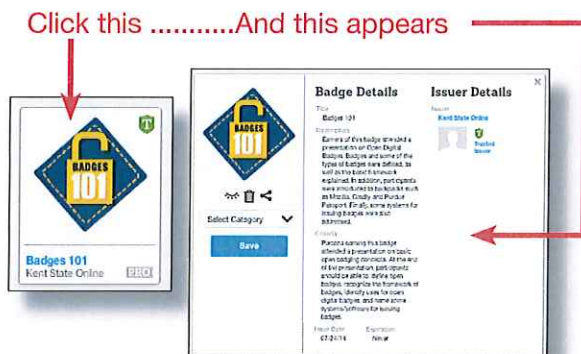 Click this ...........And this appears
T
BADGES
101
Badges 101
Kent State Online
PRO
BADGES
101
Select Category
Save
Badge Details
Title
Badges 101
Description
Earners of this badge attended a
presentation on Open Digital
Badges. Badges and some of the
types of badges were defined, as
well as the basic framework
explained. In addition, participants
were introduced to backpacks such
as Mozilla, Credly and Purdue
Passport. Finally, some systems for
issuing badges were also
addressed.
Criteria
Persons earning this badge
attended a presentation on basic
open badging concepts. At the end
of the presentation, participants
should be able to: define open
badges, recognize the framework of
badges, identify uses for open
digital badges, and name some
systems/software for issuing
badges.
Issue Date
Expiration
07-24-14
Never
Issuer Details
Issuer
Kent State Online
T
Trusted
Issuer
×